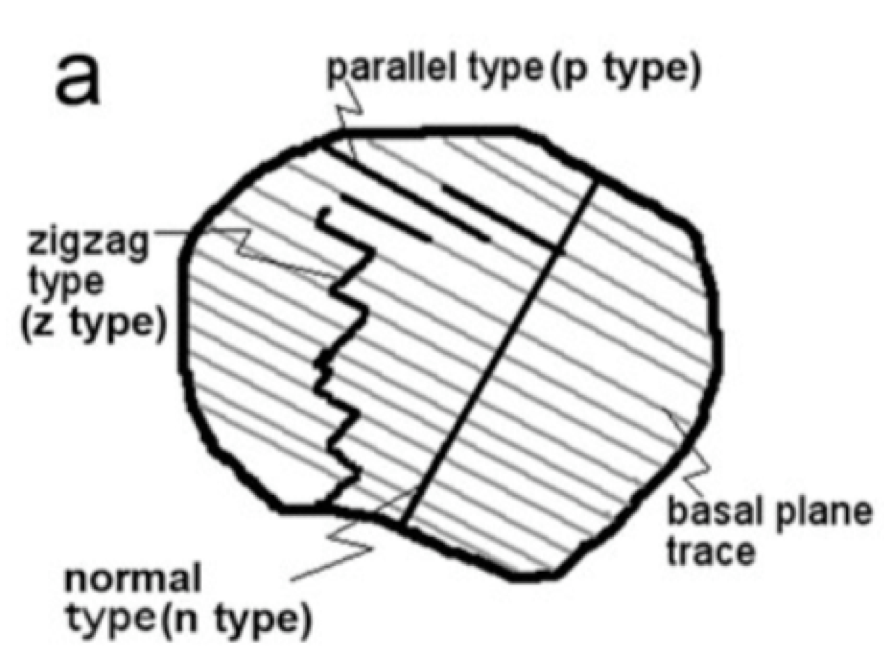 a
parallel type (p type)
zigzag
type
(z type)
basal plane
trace
normal
type (n type)